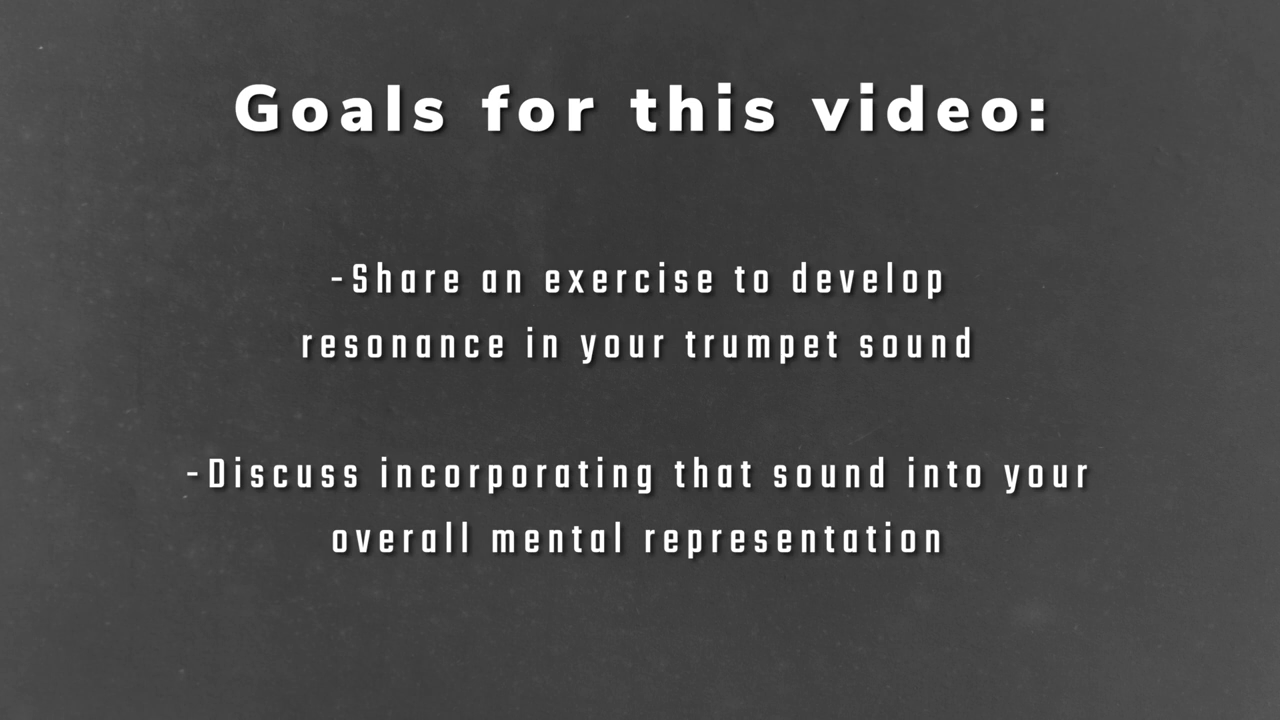 Goals for this video:
-Share an exercise to develop
resonance in your trumpet sound
-Discuss incorporating that sound into your
overall mental representation